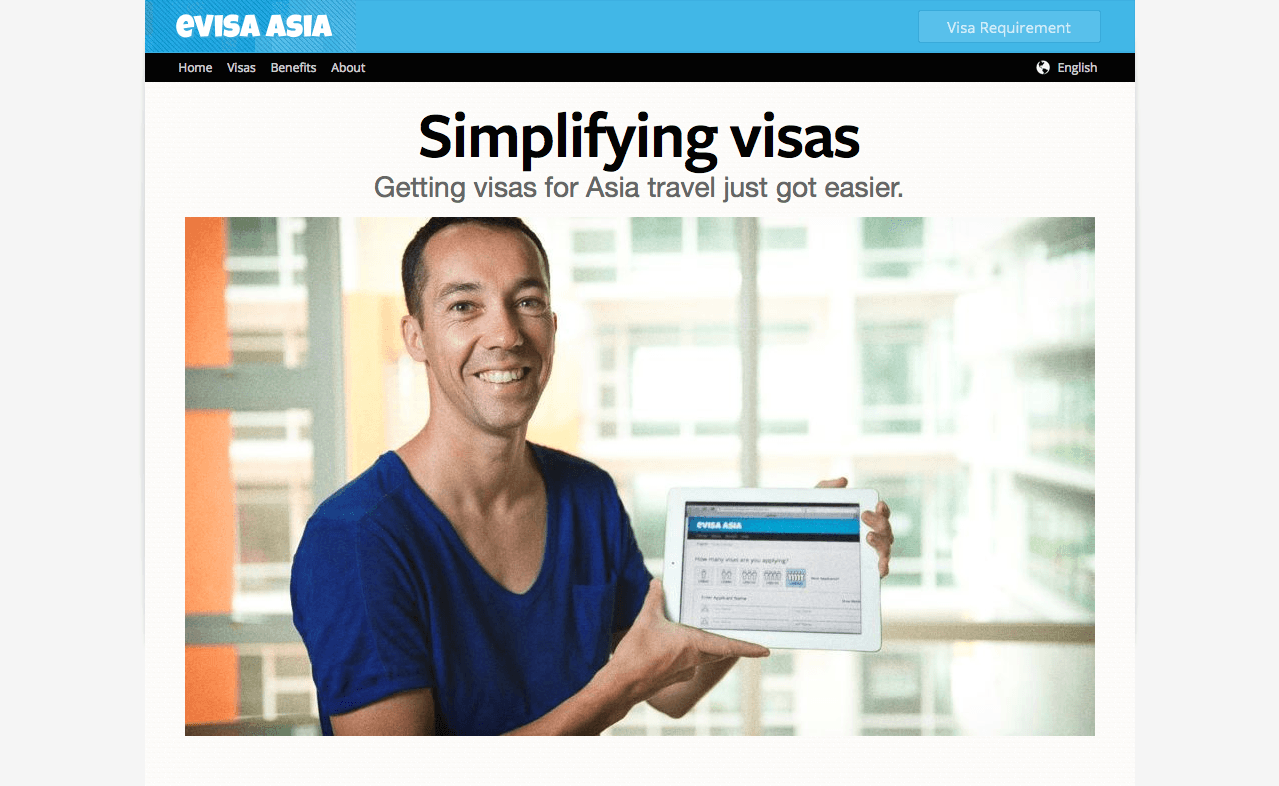 eVISA ASIA
Visa Requirement
Home Visas Benefits About
English
Simplifying visas
Getting visas for Asia travel just got easier.
eVISA ASIA
How many visas are you applying?
Enter Applicant Name